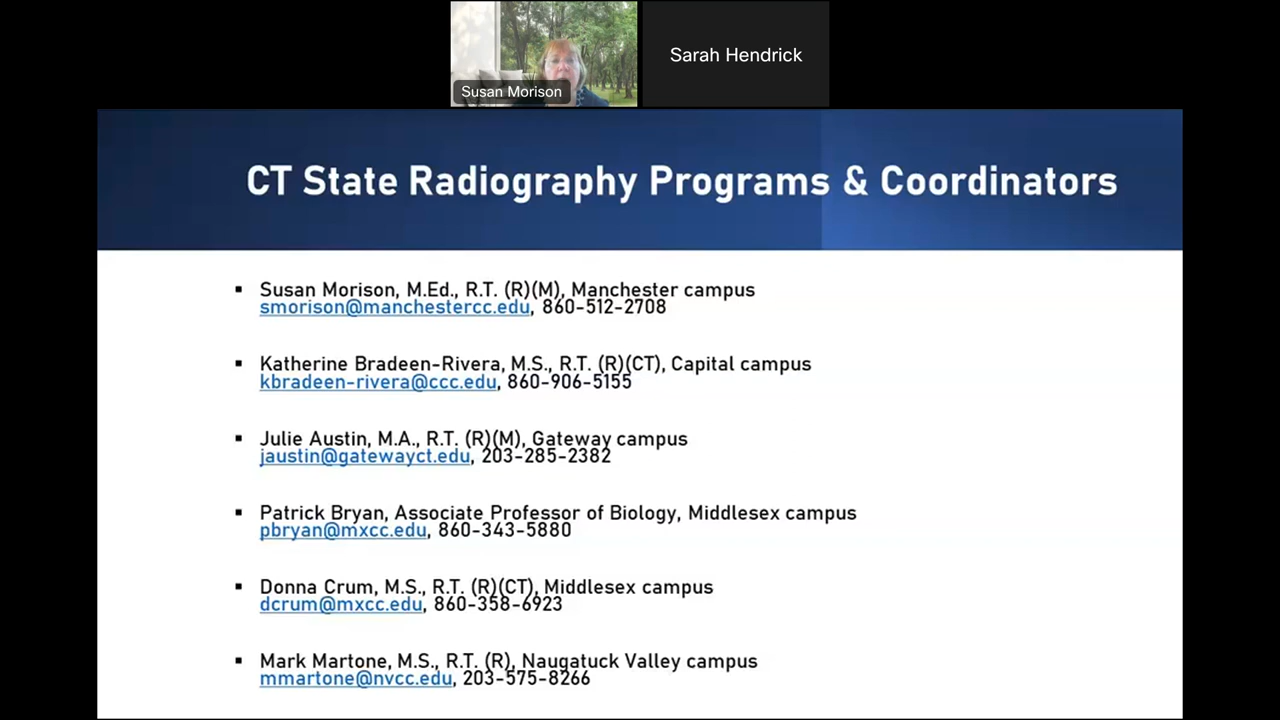 Susan Morison
Sarah Hendrick
CT State Radiography Programs & Coordinators
▪ Susan Morison, M.Ed., R.T. (R)(M), Manchester campus
smorison@manchestercc.edu, 860-512-2708
▪ Katherine Bradeen-Rivera, M.S., R.T. (R)(CT), Capital campus
kbradeen-rivera@ccc.edu, 860-906-5155
▪ Julie Austin, M.A., R.T. (R)(M), Gateway campus
jaustin@gatewayct.edu, 203-285-2382
▪ Patrick Bryan, Associate Professor of Biology, Middlesex campus
pbryan@mxcc.edu, 860-343-5880
▪ Donna Crum, M.S., R.T. (R)(CT), Middlesex campus
dcrum@mxcc.edu, 860-358-6923
▪ Mark Martone, M.S., R.T. (R), Naugatuck Valley campus
mmartone@nvcc.edu, 203-575-8266